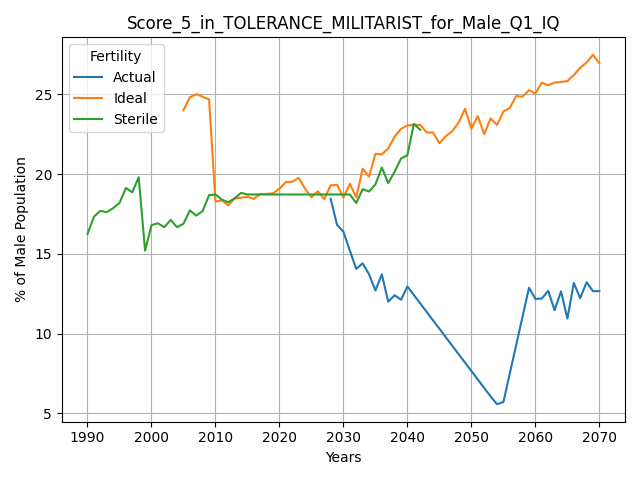 Score_5_in_TOLERANCE_MILITARIST_for_Male_Q1_IQ
Fertility
Actual
Ideal
Sterile
% of Male Population
25
20
15
10
5
1990 2000 2010 2020 2030 2040 2050 2060 2070
Years